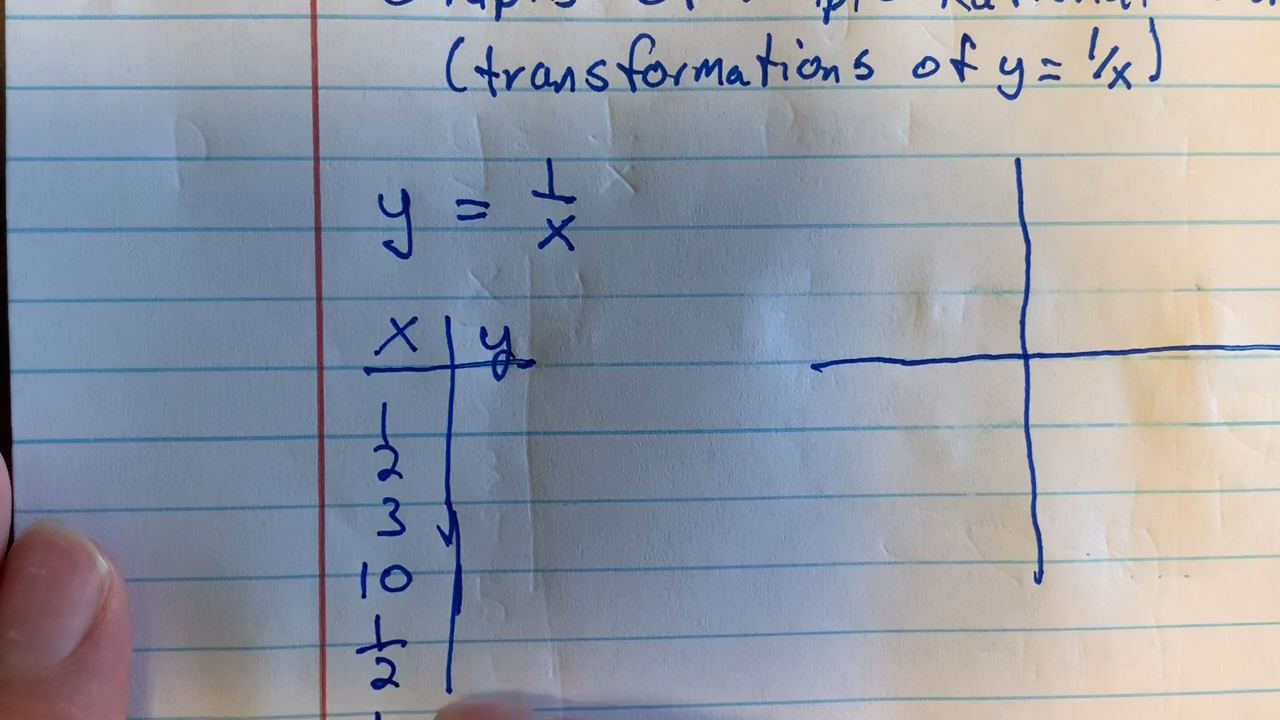 (transformations of y = 1/x)
y = 1/x
x y
1
2
3
10
1/2